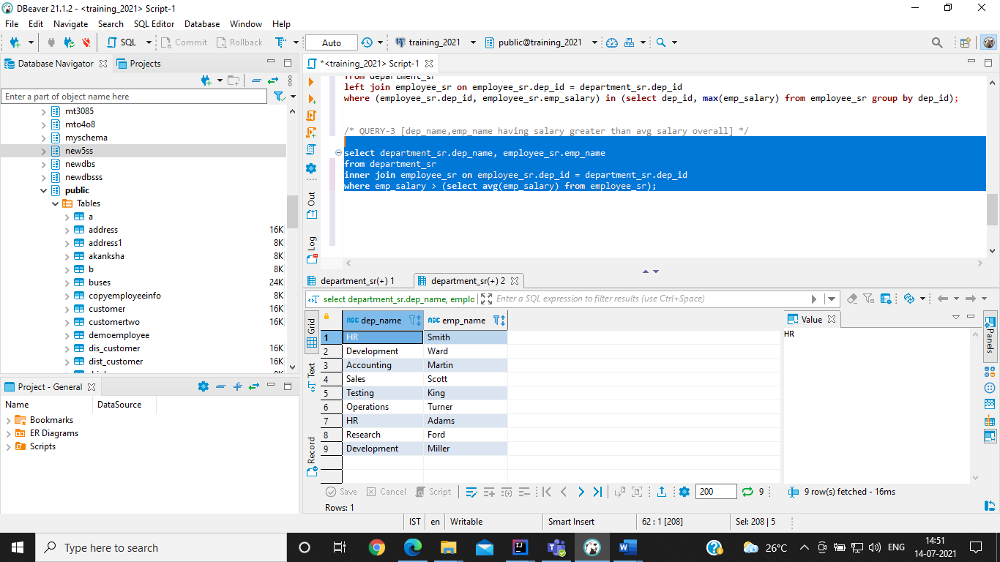 DBeaver 21.1.2 - <training_2021> Script-1
File Edit Navigate Search SQL Editor Database Window Help
SQL Commit Rollback T Auto training_2021 public@training_2021
Database Navigator Projects
Enter a part of object name here
mt3085
mto4o8
myschema
new5ss
newdbs
newdbsss
public
Tables
a
address 16K
address1 8K
akanksha 8K
b 8K
buses 24K
copyemployeeinfo 8K
customer 16K
customertwo 16K
demoemployee 8K
dis_customer 16K
dist_customer 16K
Project - General
Name DataSource
Bookmarks
ER Diagrams
Scripts
*<training_2021> Script-1
from department_sr
left join employee_sr on employee_sr.dep_id = department_sr.dep_id
where (employee_sr.dep_id, employee_sr.emp_salary) in (select dep_id, max(emp_salary) from employee_sr group by dep_id);
/* QUERY-3 [dep_name,emp_name having salary greater than avg salary overall] */
select department_sr.dep_name, employee_sr.emp_name
from department_sr
inner join employee_sr on employee_sr.dep_id = department_sr.dep_id
where emp_salary > (select avg(emp_salary) from employee_sr);
Out
Log
department_sr(+) 1 department_sr(+) 2
select department_sr.dep_name, emplo Enter a SQL expression to filter results (use Ctrl+Space)
Grid
Text
Record
ABC dep_name ABC emp_name
1 HR Smith
2 Development Ward
3 Accounting Martin
4 Sales Scott
5 Testing King
6 Operations Turner
7 HR Adams
8 Research Ford
9 Development Miller
Value
HR
Panels
Save Cancel Script 200 9 9 row(s) fetched - 16ms
Rows: 1
IST en Writable Smart Insert 62 : 1 [208] Sel: 208 | 5
Type here to search
26°C ENG 14:51
14-07-2021